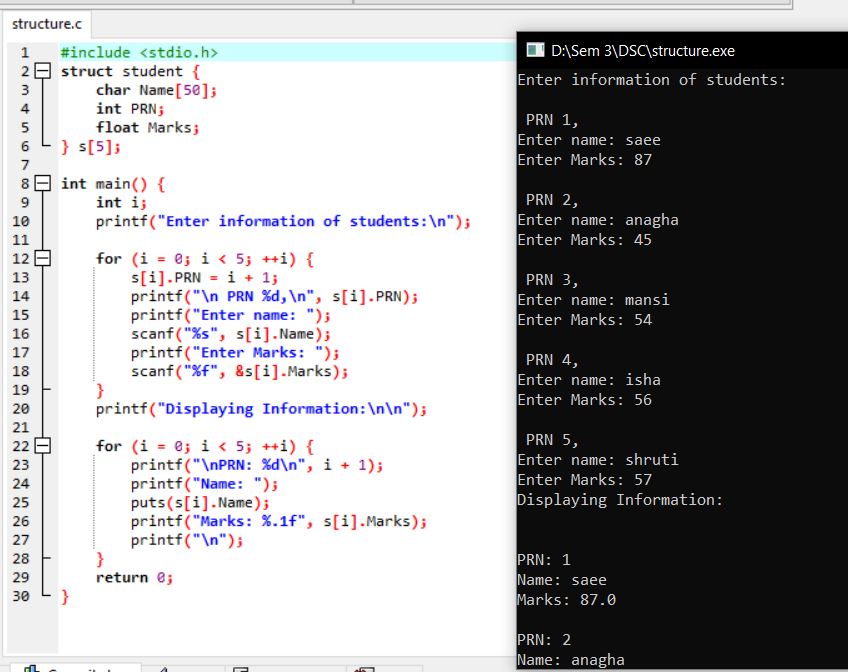 structure.c
1 #include <stdio.h>
2 struct student {
3 char Name[50];
4 int PRN;
5 float Marks;
6 } s[5];
7
8 int main() {
9 int i;
10 printf("Enter information of students:\n");
11
12 for (i = 0; i < 5; ++i) {
13 s[i].PRN = i + 1;
14 printf("\n PRN %d,\n", s[i].PRN);
15 printf("Enter name: ");
16 scanf("%s", s[i].Name);
17 printf("Enter Marks: ");
18 scanf("%f", &s[i].Marks);
19 }
20 printf("Displaying Information:\n\n");
21
22 for (i = 0; i < 5; ++i) {
23 printf("\nPRN: %d\n", i + 1);
24 printf("Name: ");
25 puts(s[i].Name);
26 printf("Marks: %.1f", s[i].Marks);
27 printf("\n");
28 }
29 return 0;
30 }
D:\Sem 3\DSC\structure.exe
Enter information of students:
PRN 1,
Enter name: saee
Enter Marks: 87
PRN 2,
Enter name: anagha
Enter Marks: 45
PRN 3,
Enter name: mansi
Enter Marks: 54
PRN 4,
Enter name: isha
Enter Marks: 56
PRN 5,
Enter name: shruti
Enter Marks: 57
Displaying Information:
PRN: 1
Name: saee
Marks: 87.0
PRN: 2
Name: anagha